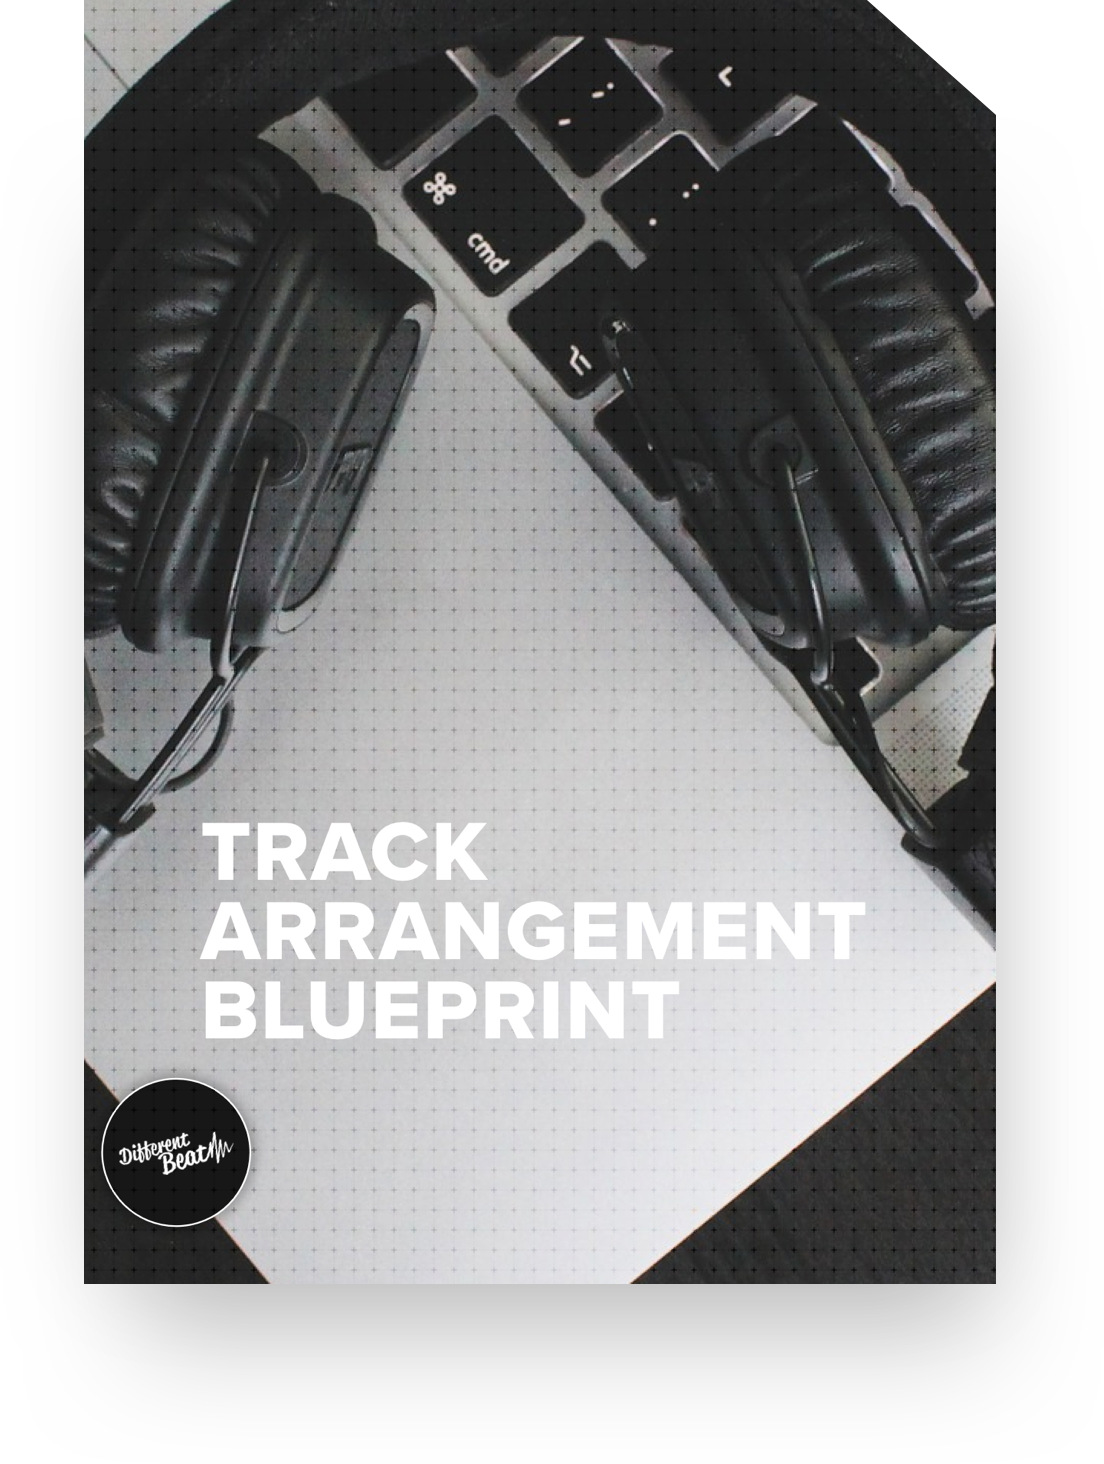 cmd
TRACK
ARRANGEMENT
BLUEPRINT
Different
Beat